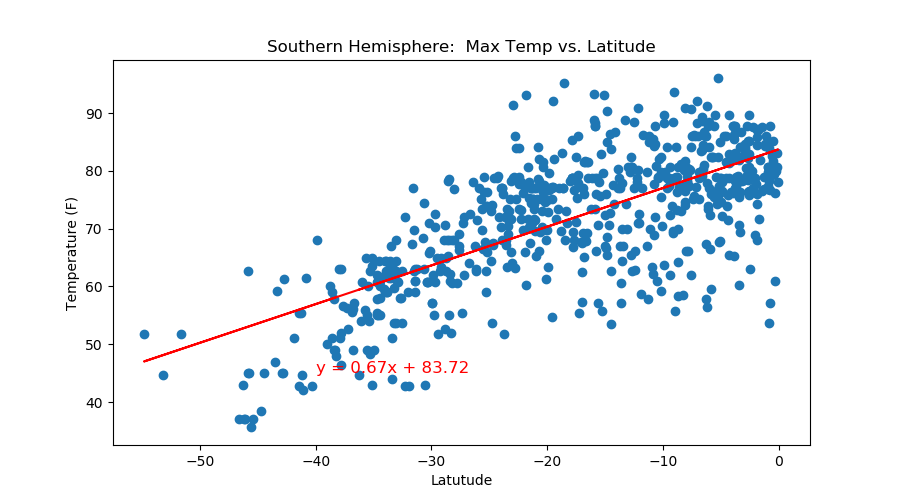 Southern Hemisphere:  Max Temp vs. Latitude
Temperature (F)
90
80
70
60
50
40
y = 0.67x + 83.72
−50 −40 −30 −20 −10 0
Latutude